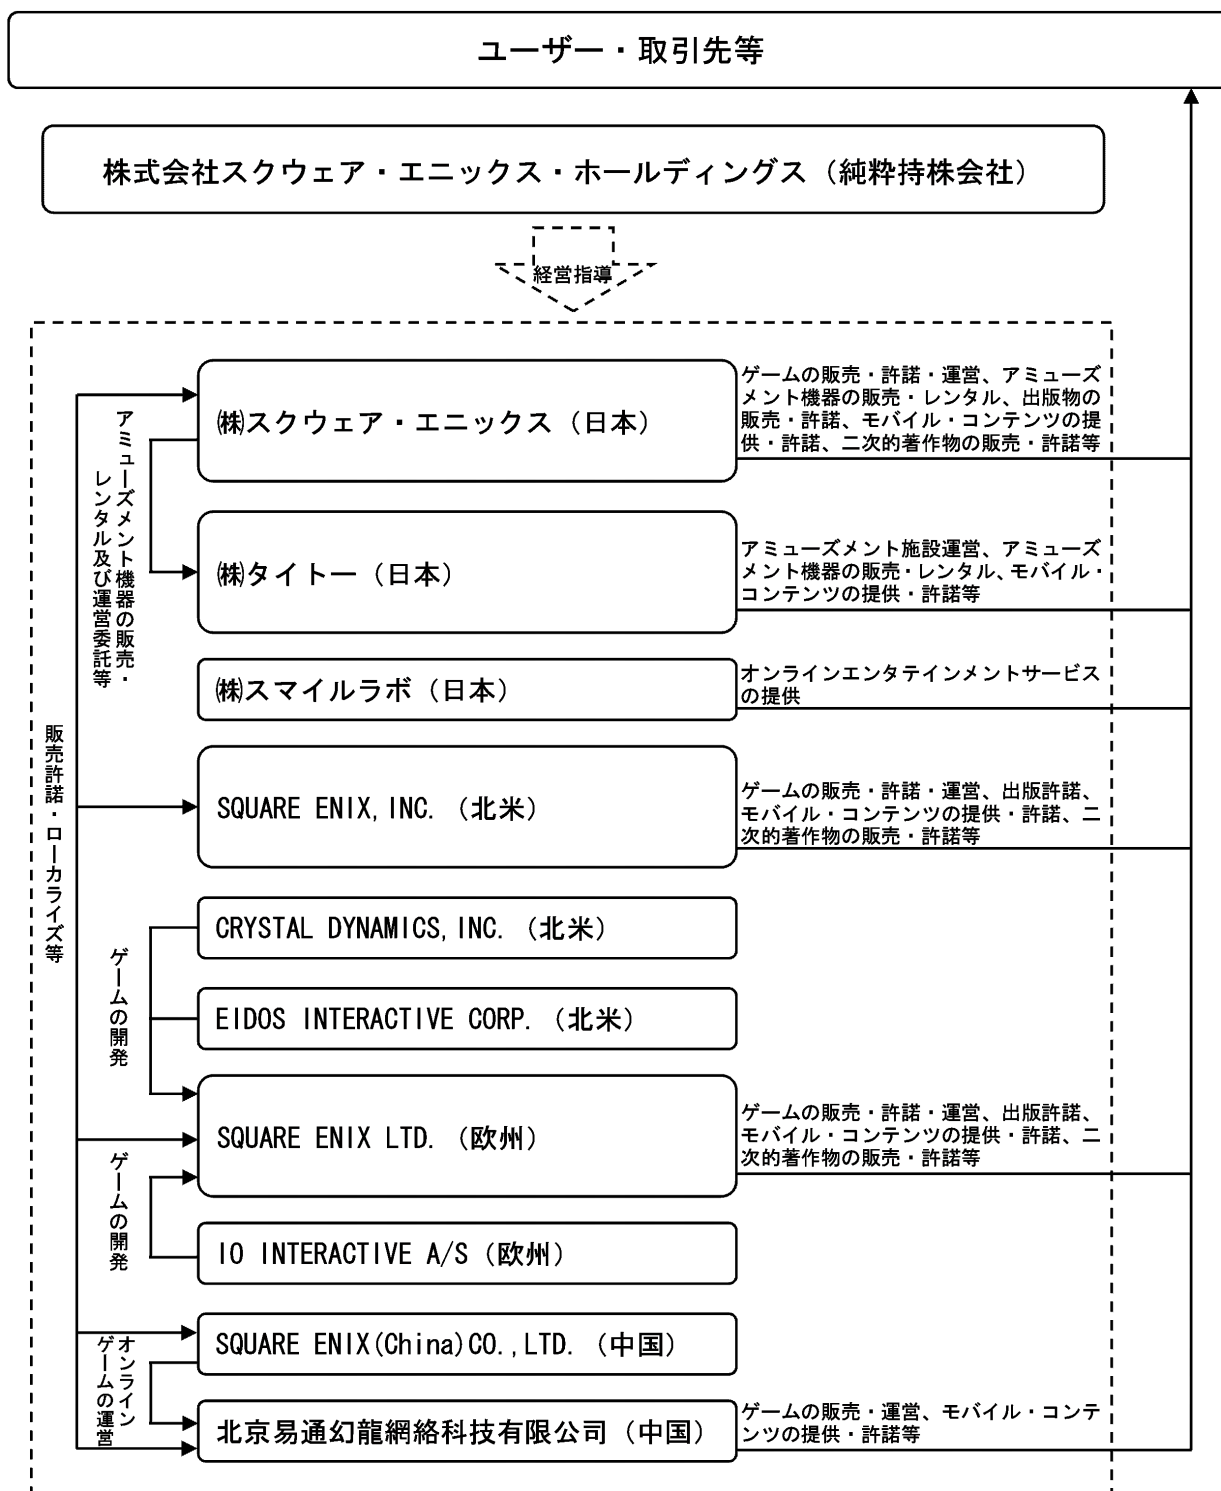 ユーザー・取引先等
株式会社スクウェア・エニックス・ホールディングス（純粋持株会社）
経営指導
㈱スクウェア・エニックス（日本）
ゲームの販売・許諾・運営、アミューズ
メント機器の販売・レンタル、出版物の
販売・許諾、モバイル・コンテンツの提
供・許諾、二次的著作物の販売・許諾等
アミューズメント機器の販売・
レンタル及び運営委託等
㈱タイトー（日本）
アミューズメント施設運営、アミューズ
メント機器の販売・レンタル、モバイル・
コンテンツの提供・許諾等
㈱スマイルラボ（日本）
オンラインエンタテインメントサービス
の提供
販売許諾・ローカライズ等
SQUARE ENIX,INC.（北米）
ゲームの販売・許諾・運営、出版許諾、
モバイル・コンテンツの提供・許諾、二
次的著作物の販売・許諾等
CRYSTAL DYNAMICS,INC.（北米）
ゲームの開発
EIDOS INTERACTIVE CORP.（北米）
SQUARE ENIX LTD.（欧州）
ゲームの販売・許諾・運営、出版許諾、
モバイル・コンテンツの提供・許諾、二
次的著作物の販売・許諾等
ゲームの開発
IO INTERACTIVE A/S（欧州）
SQUARE ENIX(China)CO.,LTD.（中国）
オンライン
ゲームの運営
北京易通幻龍網絡科技有限公司（中国）
ゲームの販売・運営、モバイル・コンテ
ンツの提供・許諾等